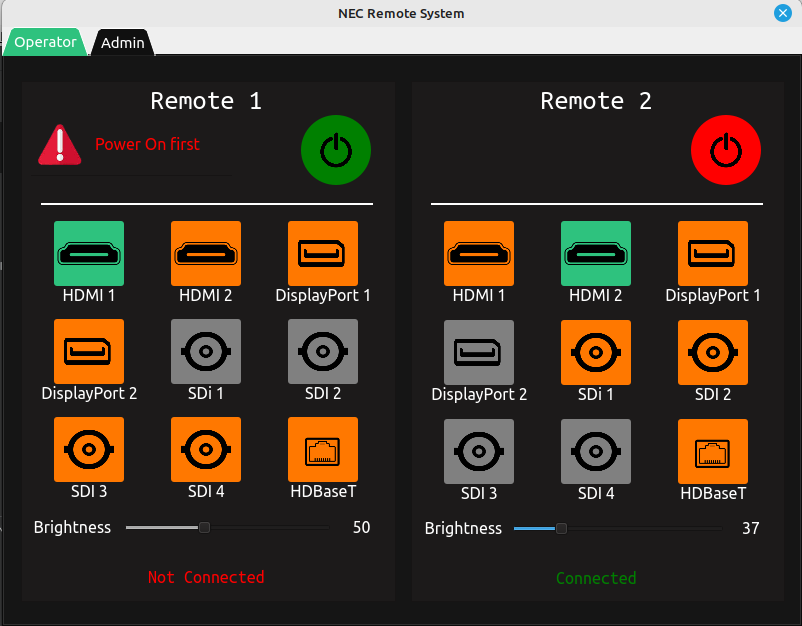 NEC Remote System
Operator Admin
Remote 1
Power On first
HDMI 1 HDMI 2 DisplayPort 1
DisplayPort 2 SDi 1 SDI 2
SDI 3 SDI 4 HDBaseT
Brightness 50
Not Connected
Remote 2
HDMI 1 HDMI 2 DisplayPort 1
DisplayPort 2 SDi 1 SDI 2
SDI 3 SDI 4 HDBaseT
Brightness 37
Connected